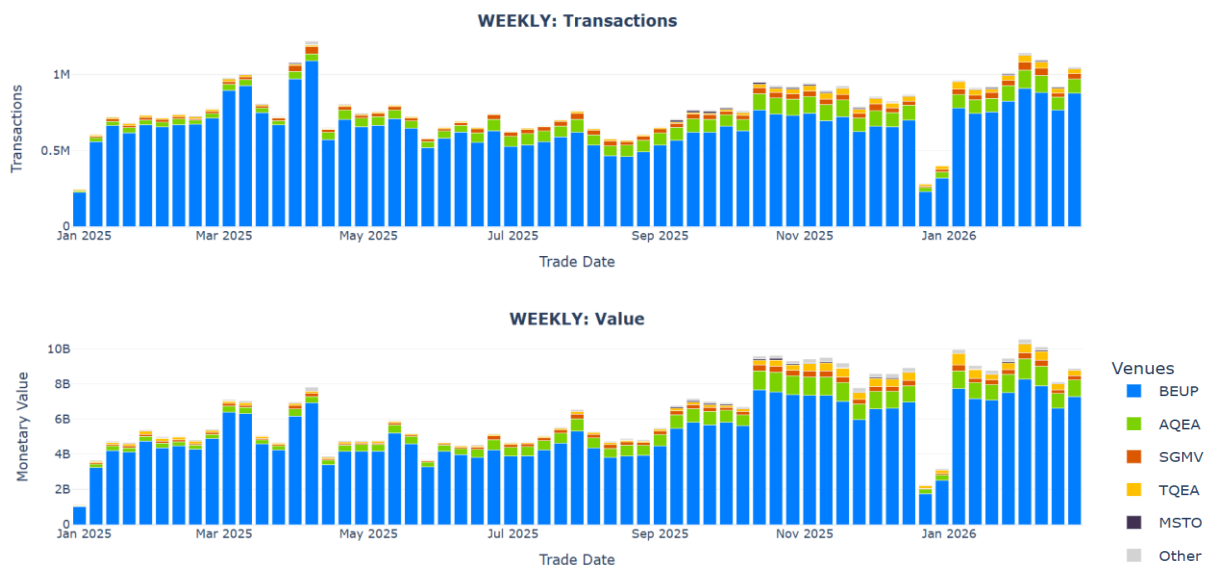 WEEKLY: Transactions
Transactions
1M
0.5M
0
Jan 2025 Mar 2025 May 2025 Jul 2025 Sep 2025 Nov 2025 Jan 2026
Trade Date
WEEKLY: Value
Monetary Value
10B
8B
6B
4B
2B
0
Jan 2025 Mar 2025 May 2025 Jul 2025 Sep 2025 Nov 2025 Jan 2026
Trade Date
Venues
BEUP
AQEA
SGMV
TQEA
MSTO
Other